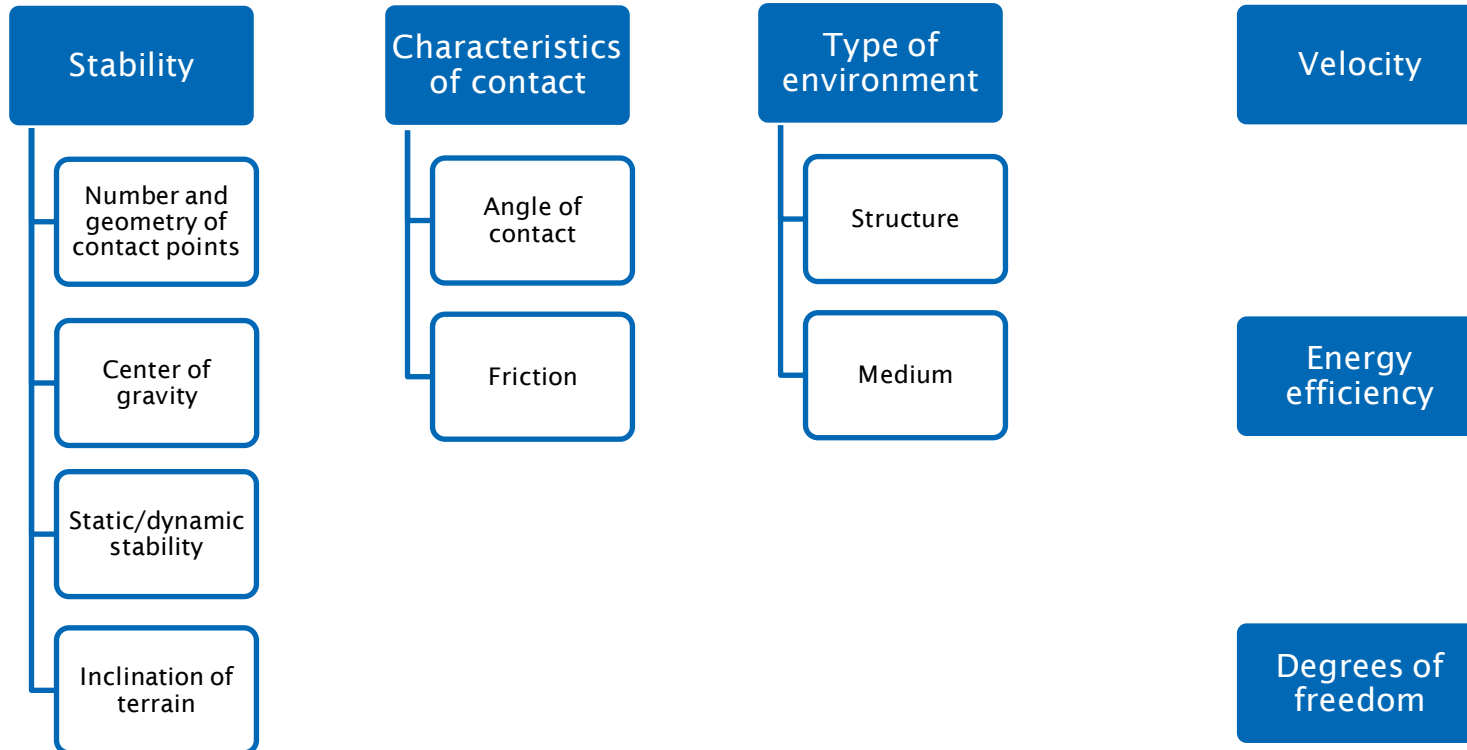 Stability
Number and
geometry of
contact points
Center of
gravity
Static/dynamic
stability
Inclination of
terrain
Characteristics
of contact
Angle of
contact
Friction
Type of
environment
Structure
Medium
Velocity
Energy
efficiency
Degrees of
freedom